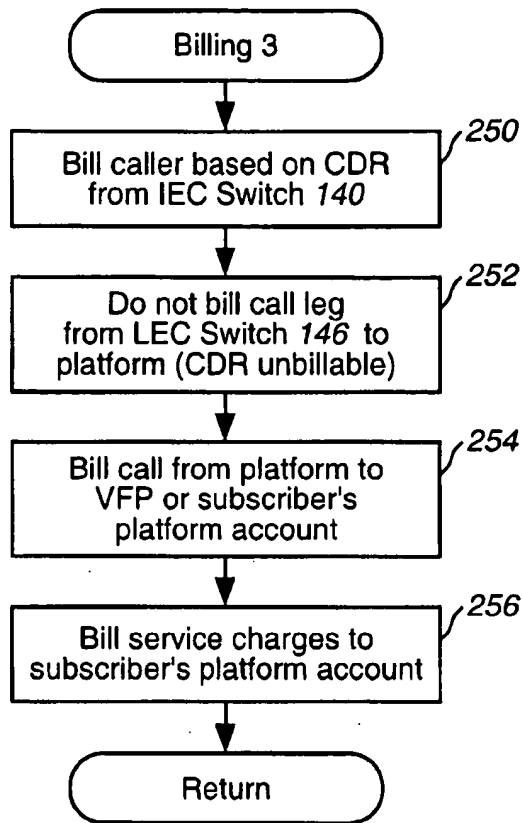 Billing 3
250
Bill caller based on CDR
from IEC Switch 140
252
Do not bill call leg
from LEC Switch 146 to
platform (CDR unbillable)
254
Bill call from platform to
VFP or subscriber's
platform account
256
Bill service charges to
subscriber's platform account
Return